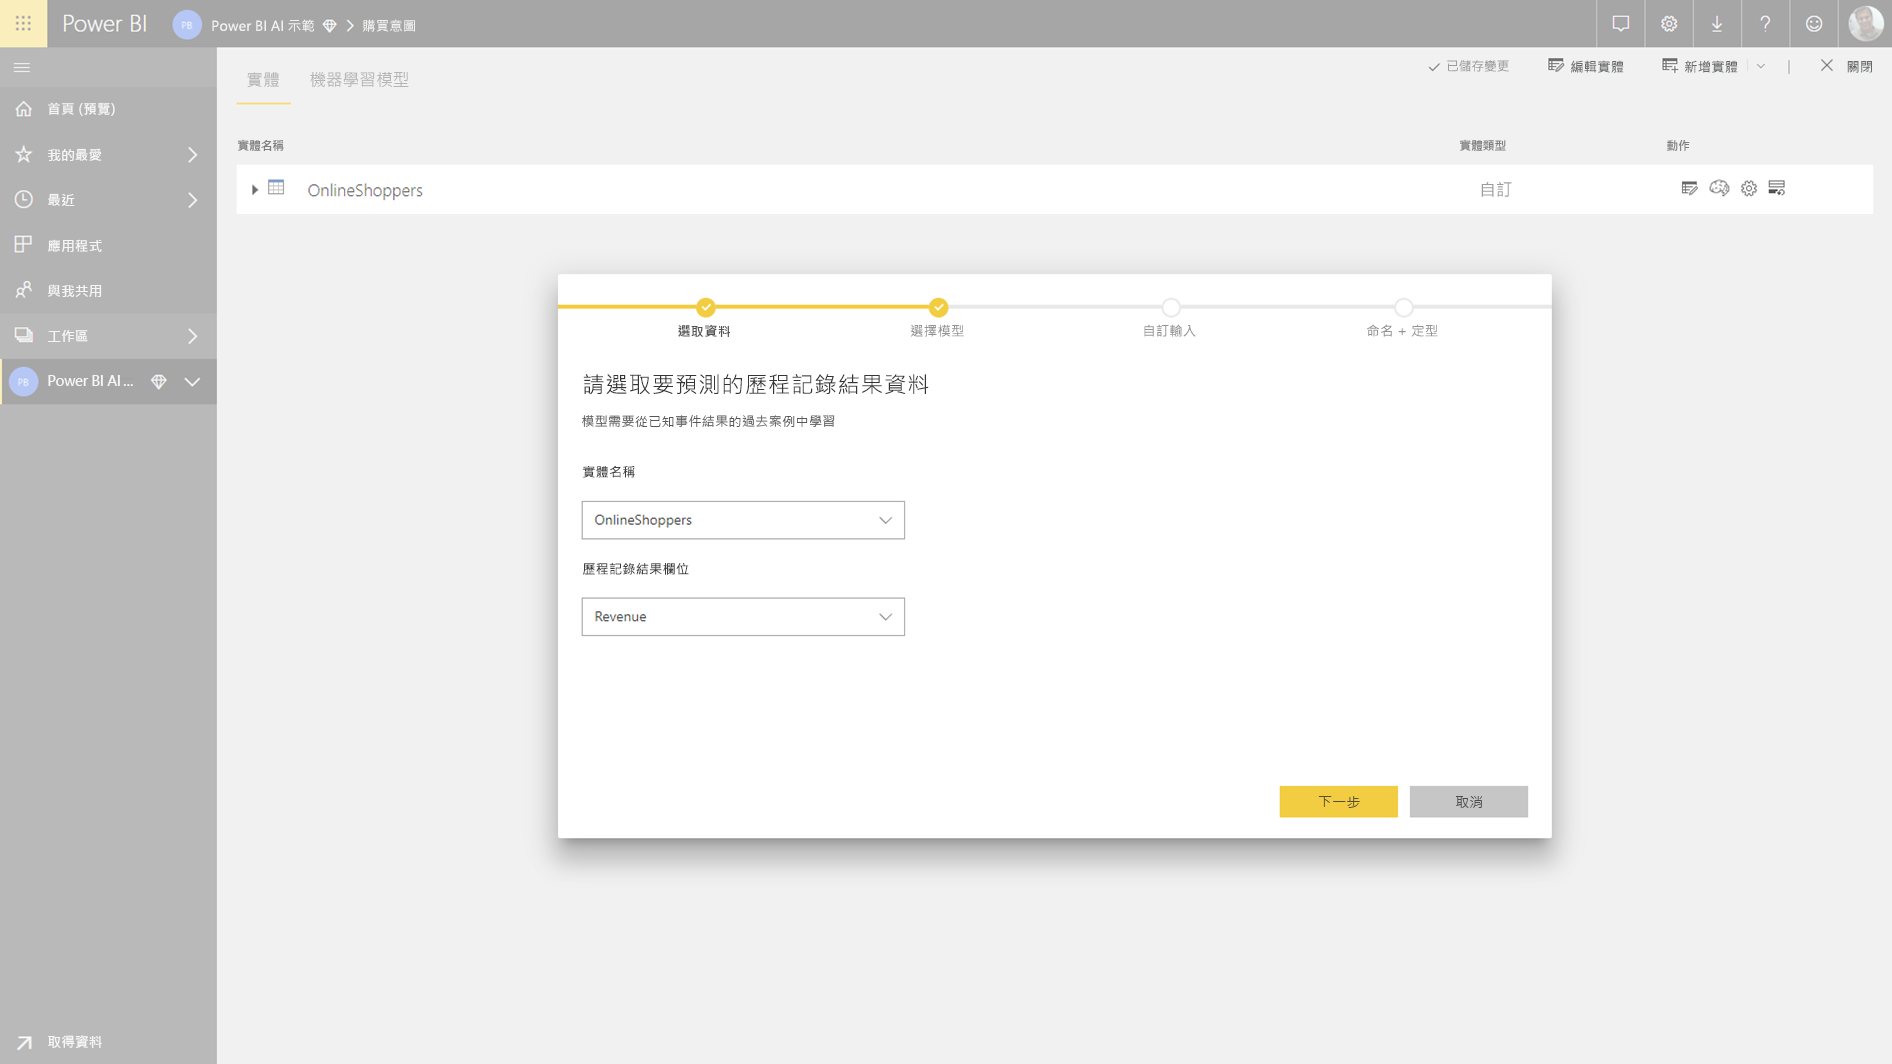 Power BI
PB
Power BI AI 示範
購買意圖
首頁 (預覽)
我的最愛
最近
應用程式
與我共用
工作區
PB
Power BI AI ...
取得資料
實體
機器學習模型
已儲存變更
編輯實體
新增實體
關閉
實體名稱
實體類型
動作
OnlineShoppers
自訂
選取資料
選擇模型
自訂輸入
命名 + 定型
請選取要預測的歷程記錄結果資料
模型需要從已知事件結果的過去案例中學習
實體名稱
OnlineShoppers
歷程記錄結果欄位
Revenue
下一步
取消